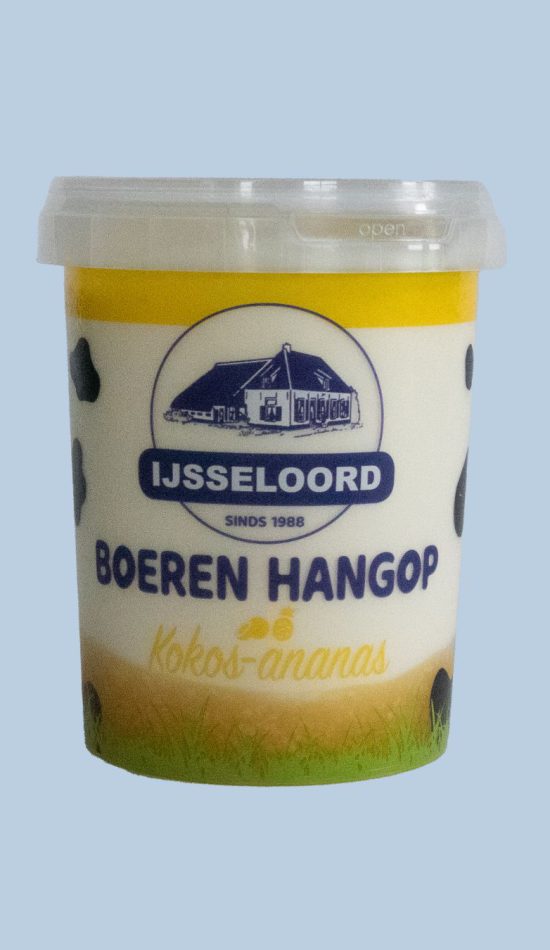 open
IJSSELOORD
SINDS 1988
BOEREN HANGOP
Kokos-ananas